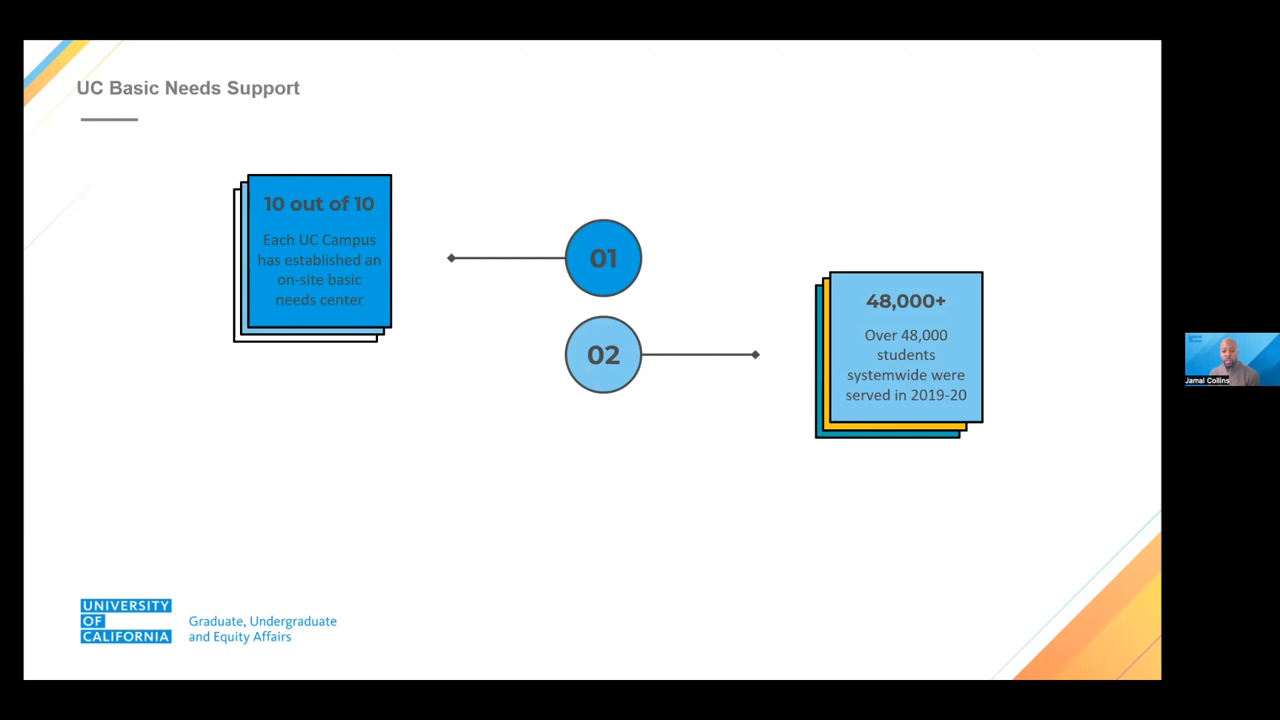 UC Basic Needs Support
10 out of 10
Each UC Campus
has established an
on-site basic
needs center
01
02
48,000+
Over 48,000
students
systemwide were
served in 2019-20
Jamal Collins
UNIVERSITY
OF
CALIFORNIA
Graduate, Undergraduate
and Equity Affairs